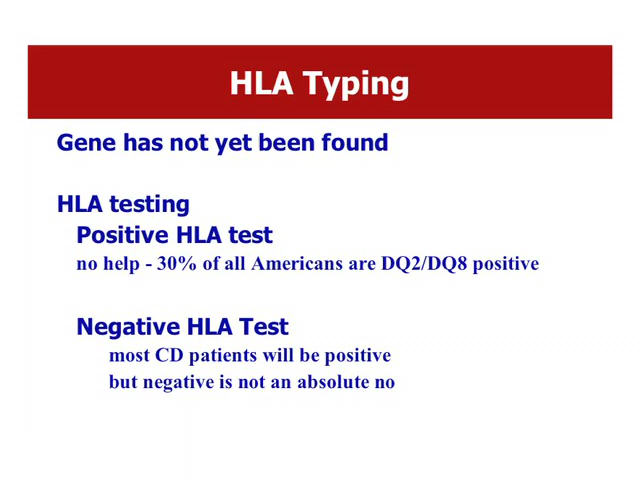 HLA Typing
Gene has not yet been found
HLA testing
Positive HLA test
no help - 30% of all Americans are DQ2/DQ8 positive
Negative HLA Test
most CD patients will be positive
but negative is not an absolute no